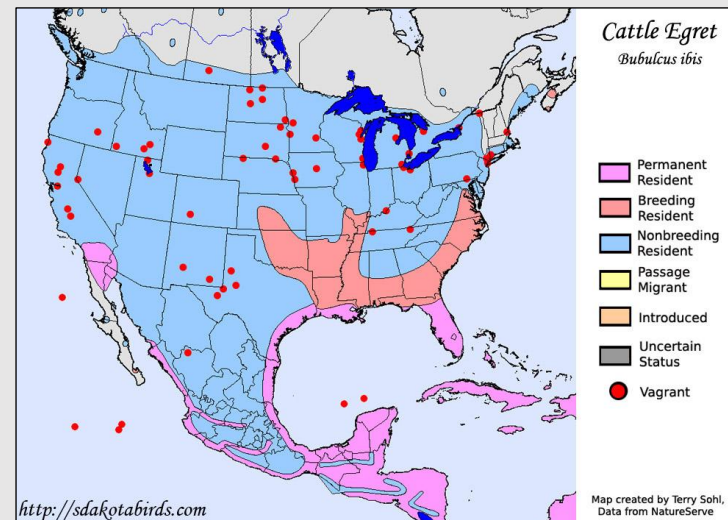 Cattle Egret
Bubulcus ibis
Permanent
Resident
Breeding
Resident
Nonbreeding
Resident
Passage
Migrant
Introduced
Uncertain
Status
Vagrant
http://sdakotabirds.com
Map created by Terry Sohl,
Data from NatureServe